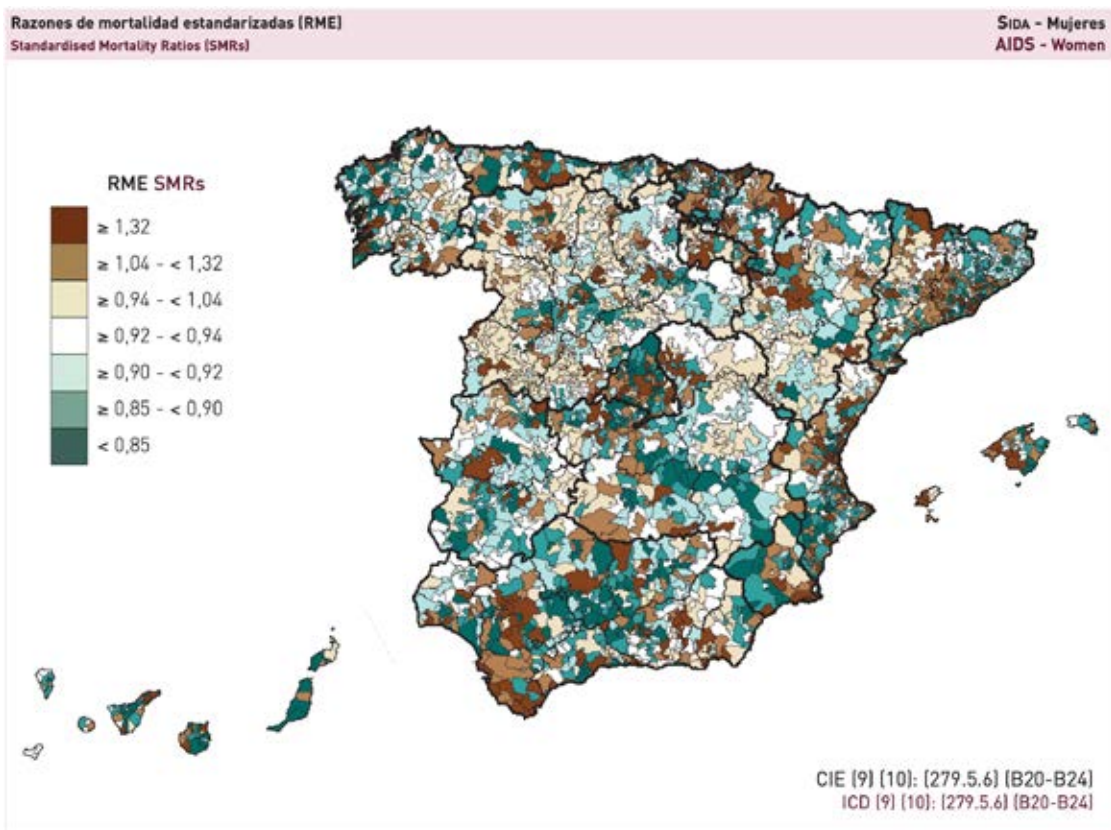 Razones de mortalidad estandarizadas (RME)
Standardised Mortality Ratios (SMRs)
SIDA - Mujeres
AIDS - Women
RME SMRs
≥ 1,32
≥ 1,04 - < 1,32
≥ 0,94 - < 1,04
≥ 0,92 - < 0,94
≥ 0,90 - < 0,92
≥ 0,85 - < 0,90
< 0,85
CIE (9) (10): (279.5.6) (B20-B24)
ICD (9) (10): (279.5.6) (B20-B24)